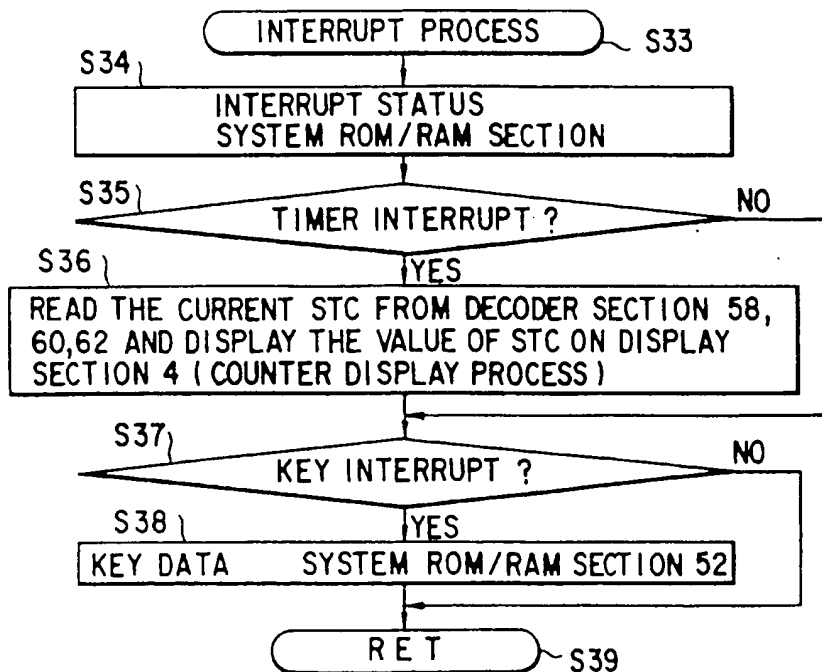 INTERRUPT PROCESS
S33
S34
INTERRUPT STATUS
SYSTEM ROM/RAM SECTION
S35
TIMER INTERRUPT ?
NO
S36
YES
READ THE CURRENT STC FROM DECODER SECTION 58,
60,62 AND DISPLAY THE VALUE OF STC ON DISPLAY
SECTION 4 ( COUNTER DISPLAY PROCESS )
S37
KEY INTERRUPT ?
NO
S38
YES
KEY DATA SYSTEM ROM/RAM SECTION 52
RET
S39